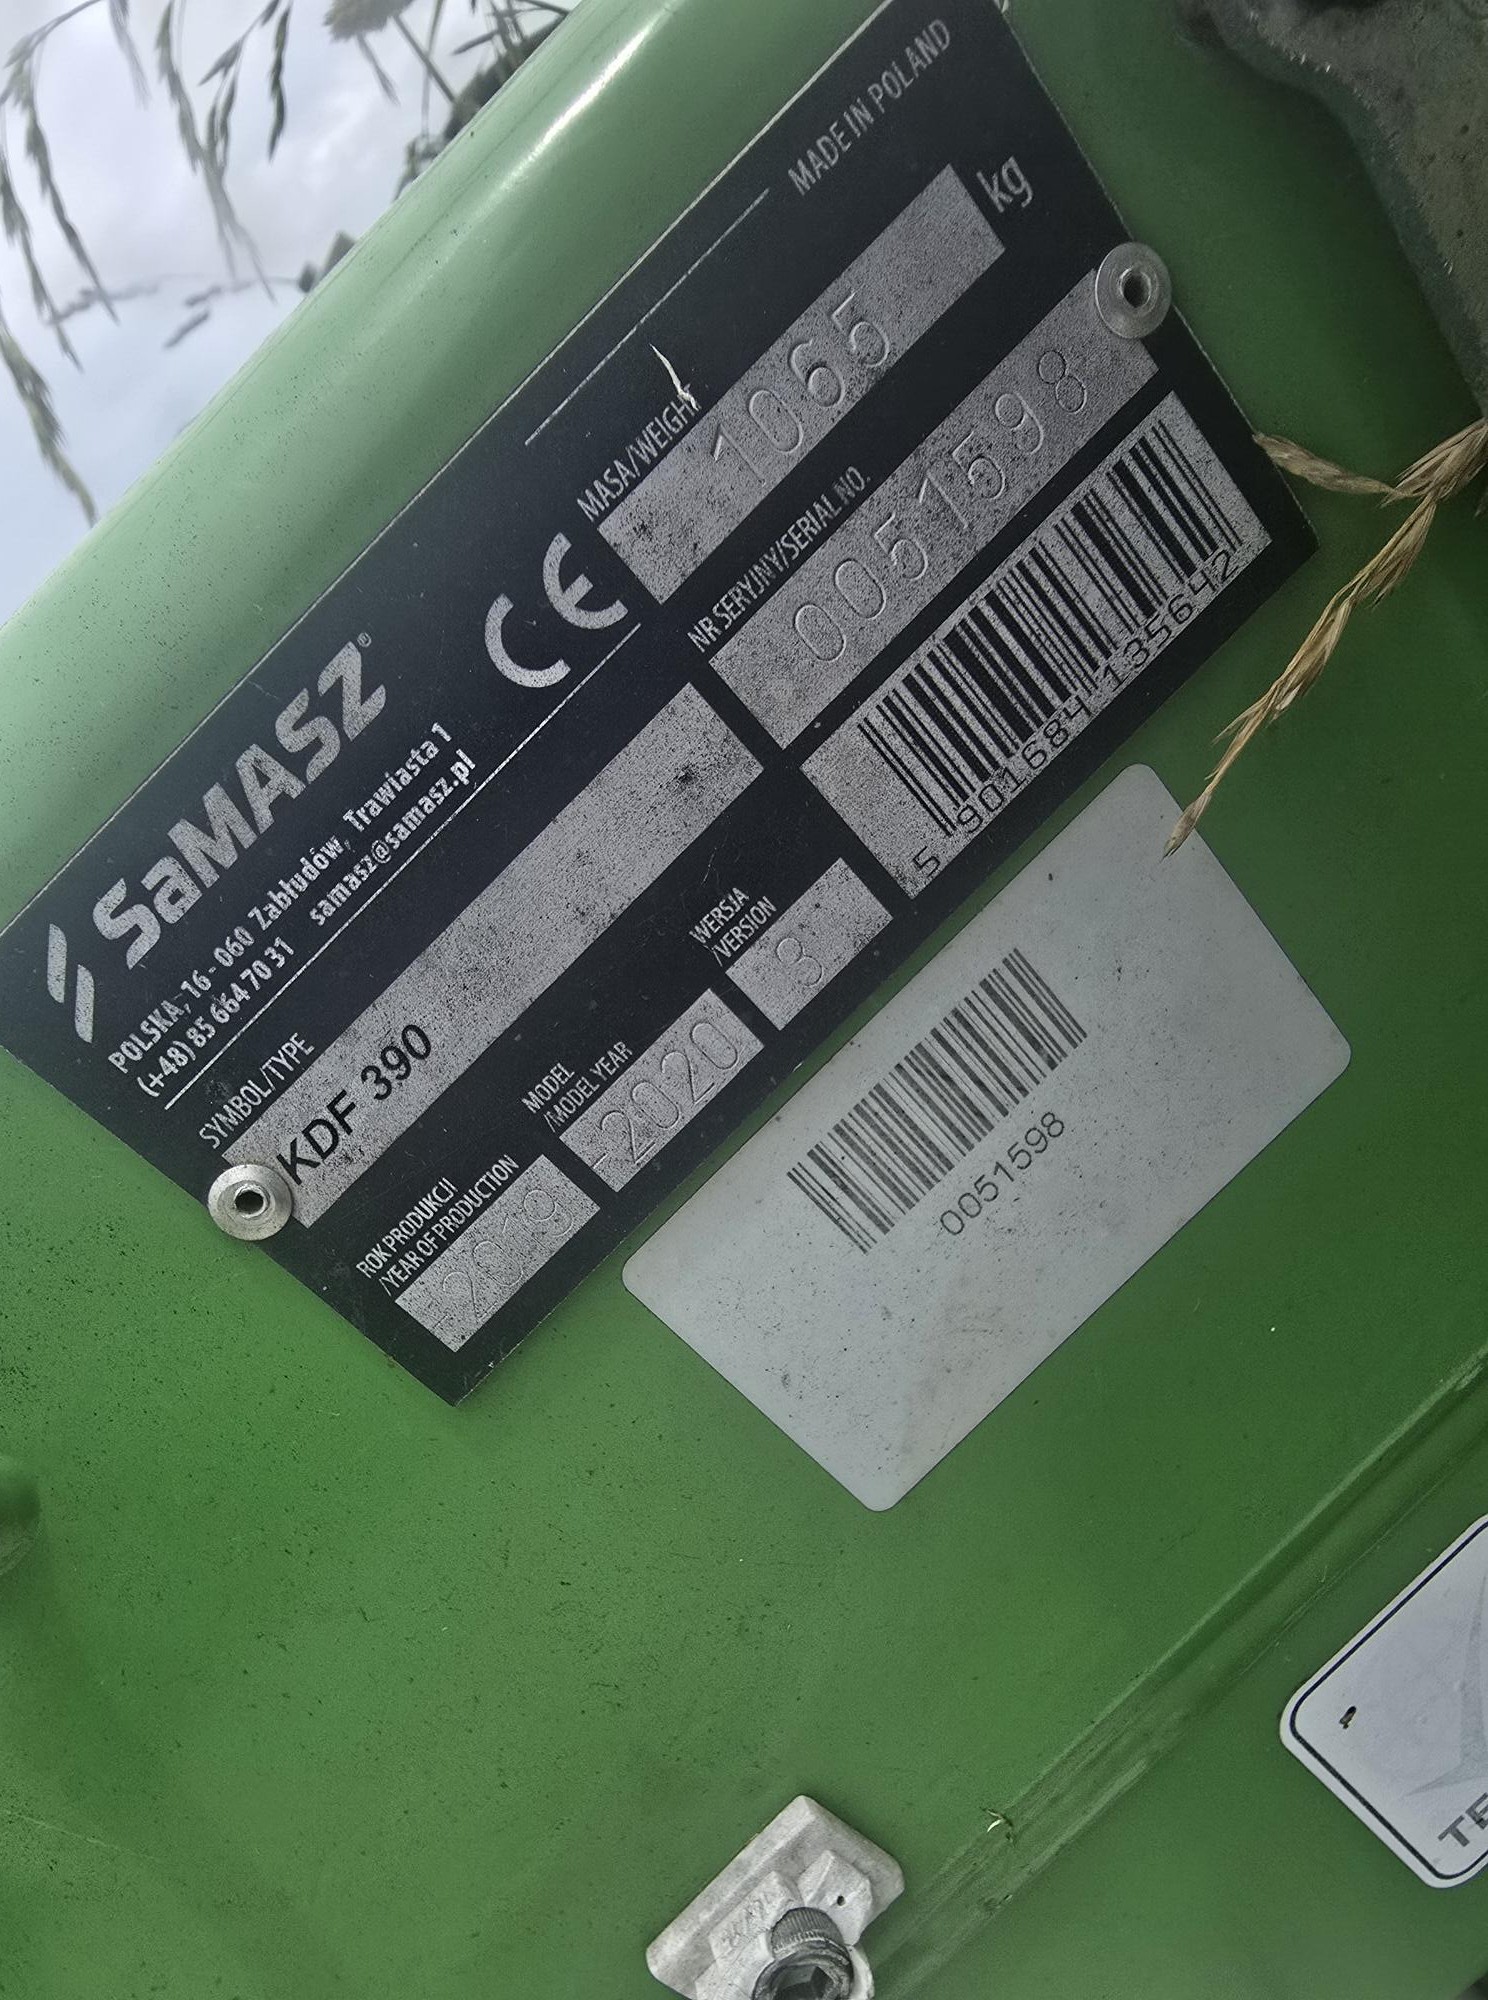 SaMASZ®
CE
POLSKA, 16-060 Zabłudów, Trawiasta 1
(+48) 85 664 70 31 samasz@samasz.pl
MADE IN POLAND
MASA/WEIGHT
1065 kg
SYMBOL/TYPE
KDF 390
NR SERYJNY/SERIAL NO.
0051598
ROK PRODUKCJI
/YEAR OF PRODUCTION
2019
MODEL
/MODEL YEAR
2020
WERSJA
/VERSION
3
5 901684 135642
0051598